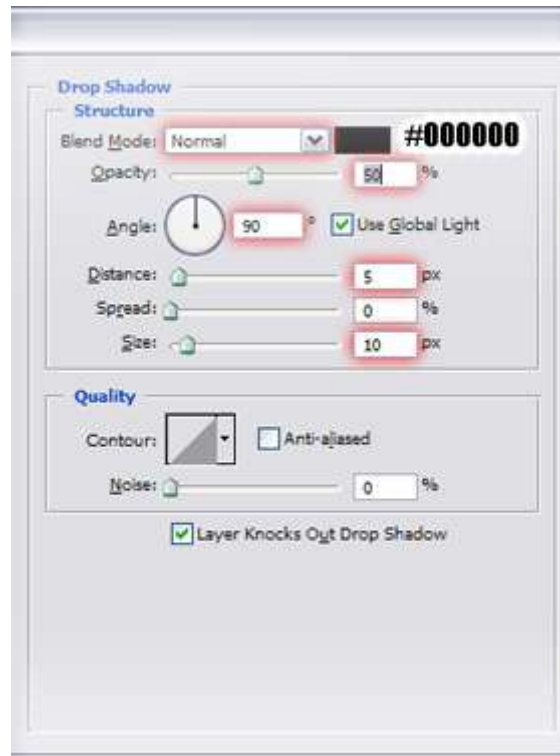 Drop Shadow
Structure
Blend Mode: Normal #000000
Opacity: 50 %
Angle: 90 ° Use Global Light
Distance: 5 px
Spread: 0 %
Size: 10 px
Quality
Contour: Anti-aliased
Noise: 0 %
Layer Knocks Out Drop Shadow